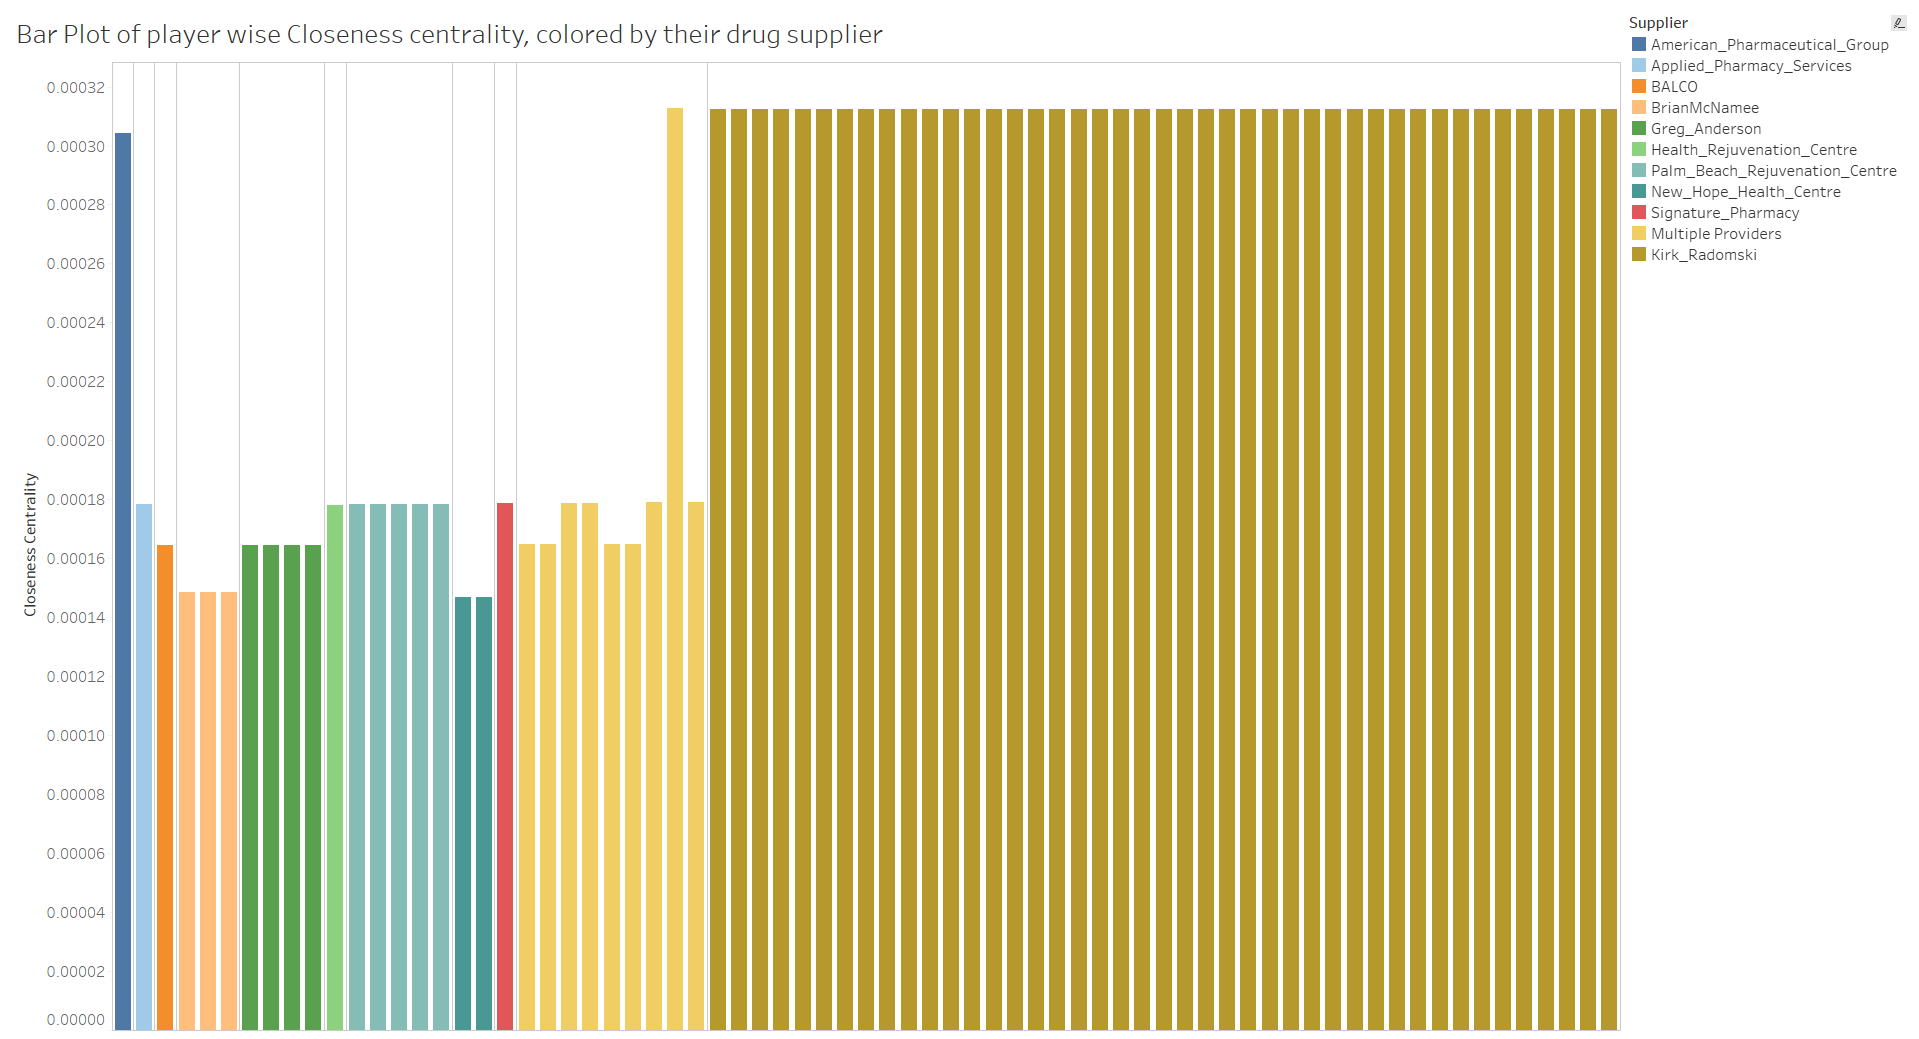 Bar Plot of player wise Closeness centrality, colored by their drug supplier
Closeness Centrality
0.00032
0.00030
0.00028
0.00026
0.00024
0.00022
0.00020
0.00018
0.00016
0.00014
0.00012
0.00010
0.00008
0.00006
0.00004
0.00002
0.00000
Supplier
American_Pharmaceutical_Group
Applied_Pharmacy_Services
BALCO
BrianMcNamee
Greg_Anderson
Health_Rejuvenation_Centre
Palm_Beach_Rejuvenation_Centre
New_Hope_Health_Centre
Signature_Pharmacy
Multiple Providers
Kirk_Radomski